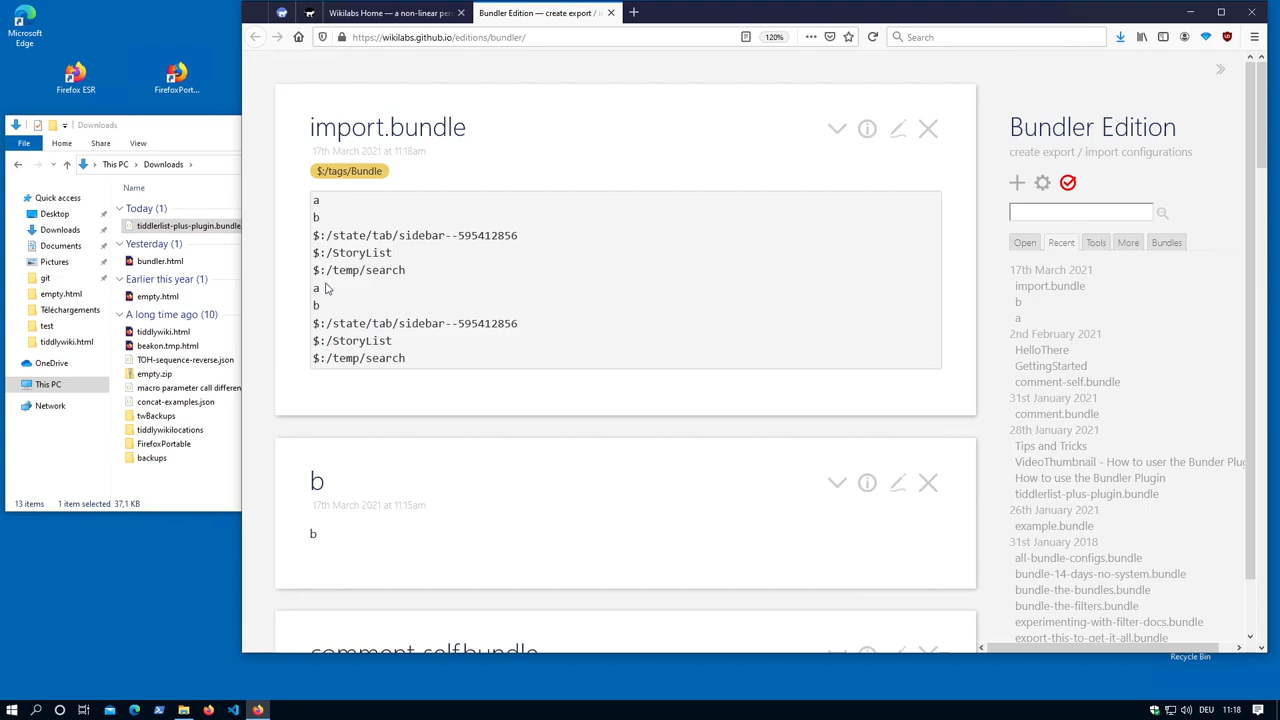 Microsoft
Edge
Firefox ESR
FirefoxPort...
Downloads
File
Home
Share
View
This PC
Downloads
Name
Quick access
Desktop
Downloads
Documents
Pictures
git
empty.html
Téléchargements
test
tiddlywiki.html
OneDrive
This PC
Network
Today (1)
tiddlerlist-plus-plugin.bundle
Yesterday (1)
bundler.html
Earlier this year (1)
empty.html
A long time ago (10)
tiddlywiki.html
beakon.tmp.html
TOH-sequence-reverse.json
empty.zip
macro parameter call differen
concat-examples.json
twBackups
tiddlywikilocations
FirefoxPortable
backups
13 items
1 item selected 37,1 KB
Wikilabs Home — a non-linear per
Bundler Edition — create export / i
https://wikilabs.github.io/editions/bundler/
120%
Search
import.bundle
17th March 2021 at 11:18am
$:/tags/Bundle
a
b
$:/state/tab/sidebar--595412856
$:/StoryList
$:/temp/search
a
b
$:/state/tab/sidebar--595412856
$:/StoryList
$:/temp/search
b
17th March 2021 at 11:15am
b
comment-self.bundle
Bundler Edition
create export / import configurations
Open
Recent
Tools
More
Bundles
17th March 2021
import.bundle
b
a
2nd February 2021
HelloThere
GettingStarted
comment-self.bundle
31st January 2021
comment.bundle
28th January 2021
Tips and Tricks
VideoThumbnail - How to user the Bunder Plug
How to use the Bundler Plugin
tiddlerlist-plus-plugin.bundle
26th January 2021
example.bundle
31st January 2018
all-bundle-configs.bundle
bundle-14-days-no-system.bundle
bundle-the-bundles.bundle
bundle-the-filters.bundle
experimenting-with-filter-docs.bundle
export-this-to-get-it-all.bundle
Recycle Bin
DEU
11:18